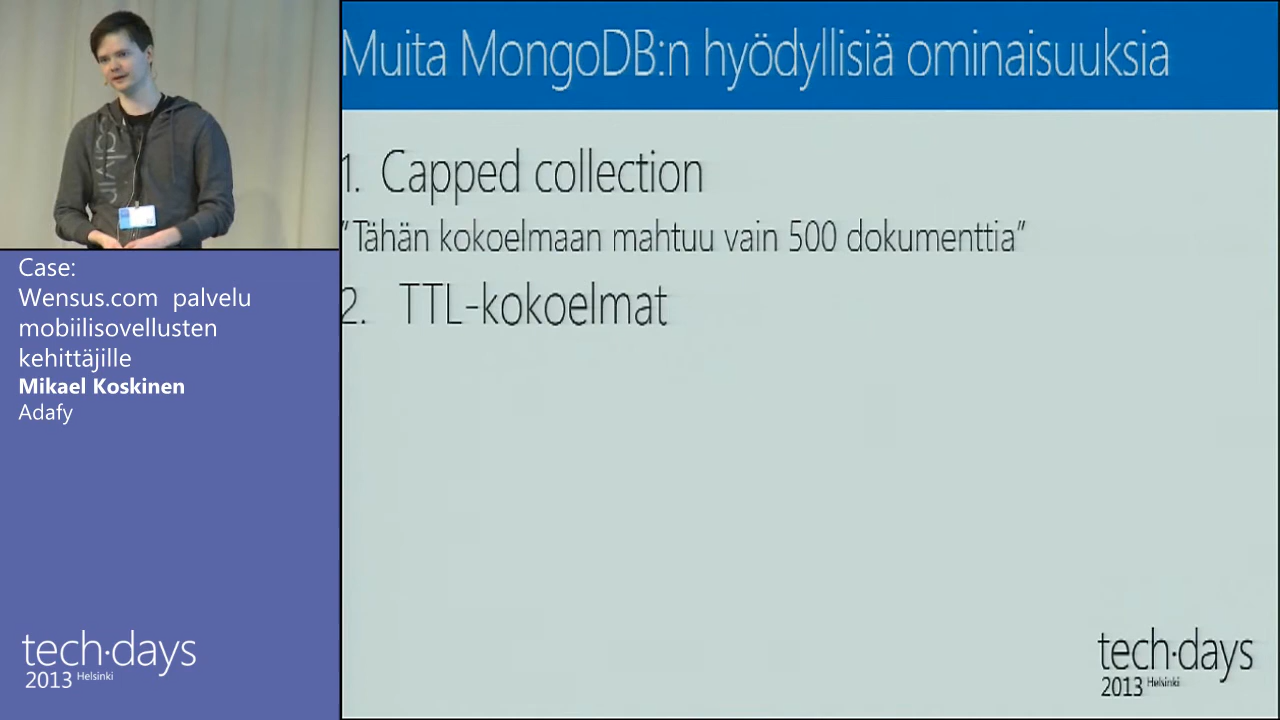 Muita MongoDB:n hyödyllisiä ominaisuuksia
1. Capped collection
"Tähän kokoelmaan mahtuu vain 500 dokumenttia"
2. TTL-kokoelmat
Case:
Wensus.com palvelu
mobiilisovellusten
kehittäjille
Mikael Koskinen
Adafy
tech·days
2013 Helsinki
tech·days
2013 Helsinki